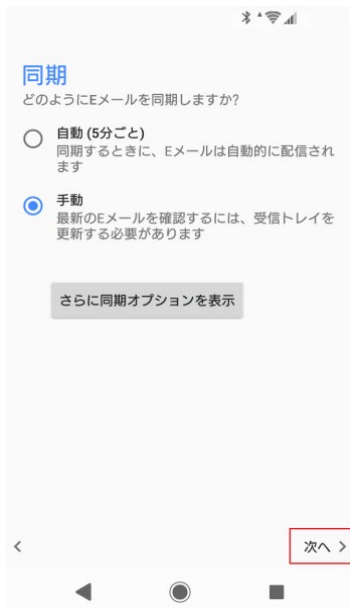 同期
どのようにEメールを同期しますか?
自動 (5分ごと)
同期するときに、Eメールは自動的に配信され
ます
手動
最新のEメールを確認するには、受信トレイを
更新する必要があります
さらに同期オプションを表示
次へ